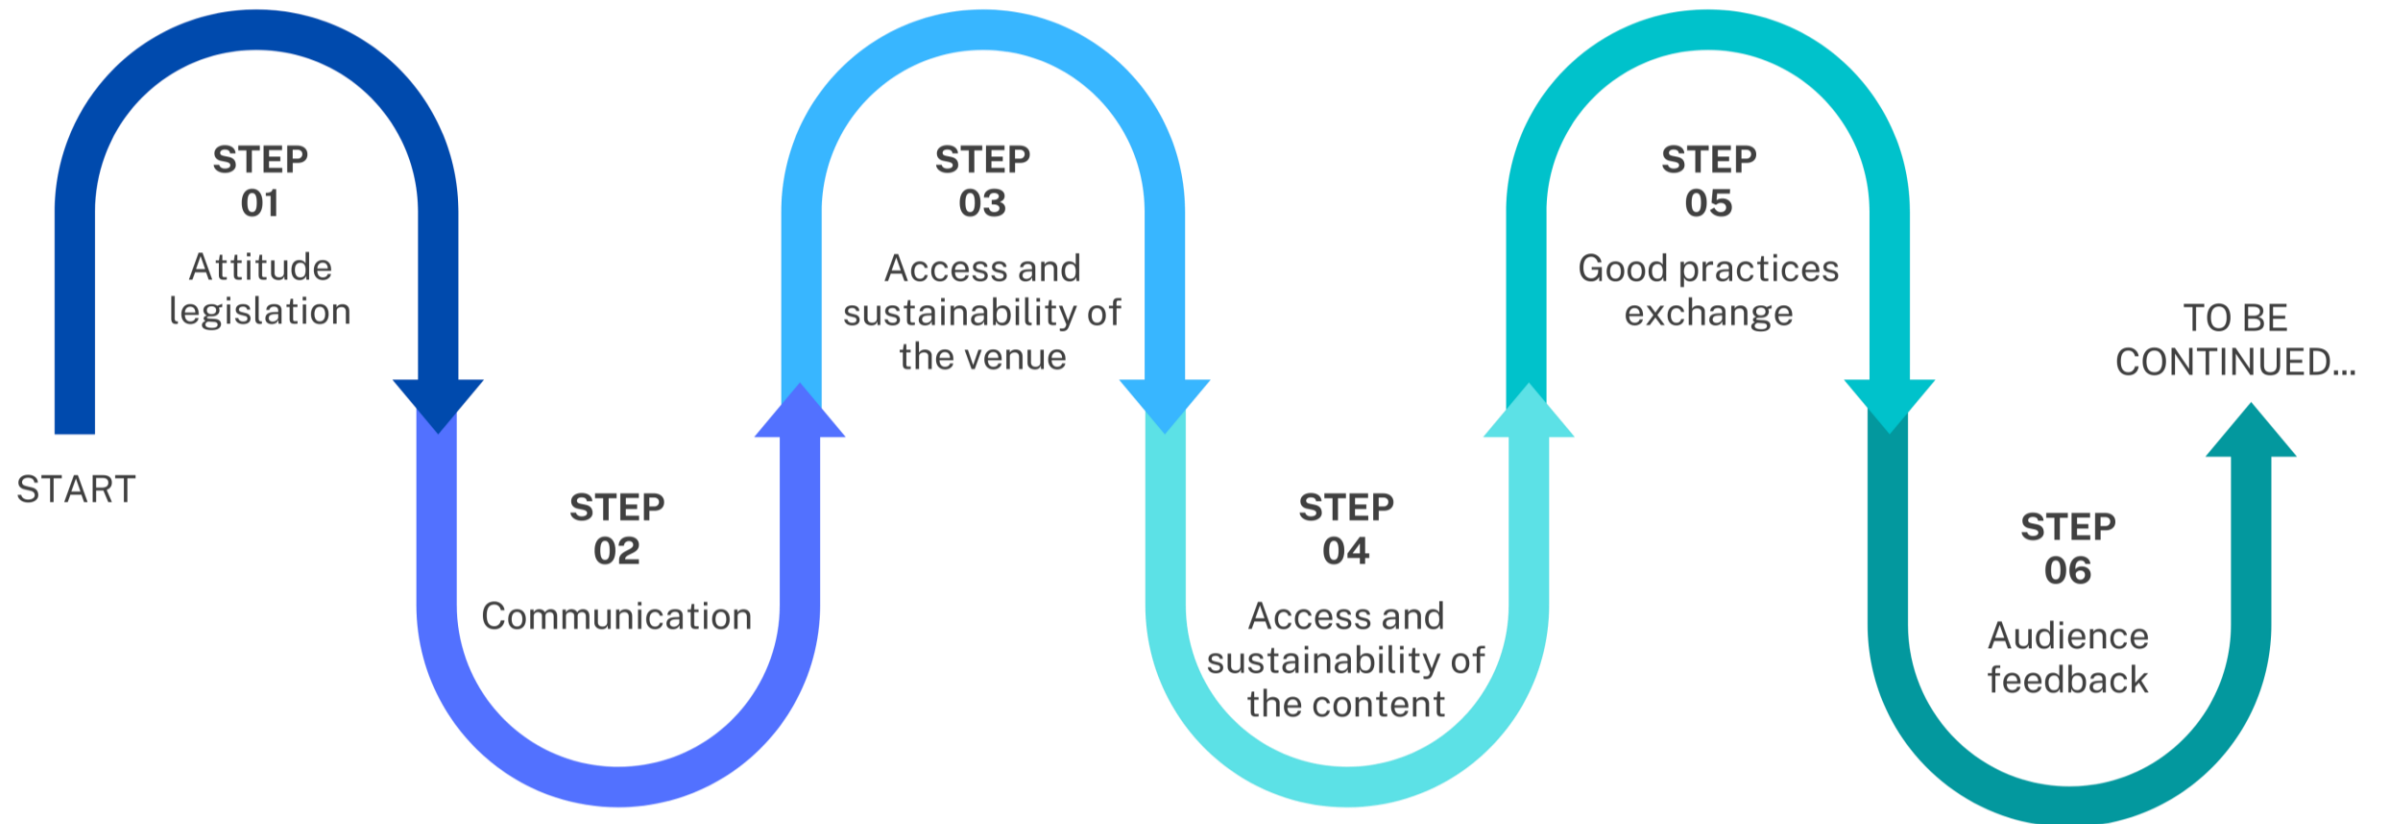 START
STEP
01
Attitude
legislation
STEP
02
Communication
STEP
03
Access and
sustainability of
the venue
STEP
04
Access and
sustainability of
the content
STEP
05
Good practices
exchange
STEP
06
Audience
feedback
TO BE
CONTINUED...